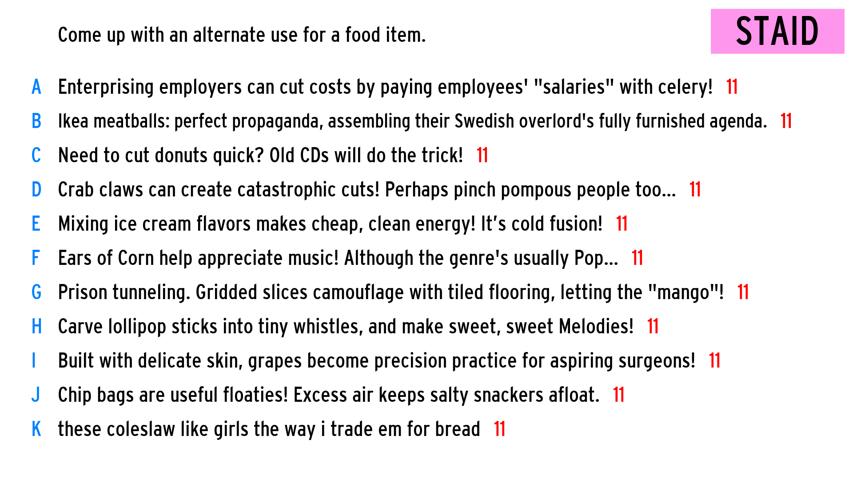 Come up with an alternate use for a food item.
STAID
A Enterprising employers can cut costs by paying employees' "salaries" with celery! 11
B Ikea meatballs: perfect propaganda, assembling their Swedish overlord's fully furnished agenda. 11
C Need to cut donuts quick? Old CDs will do the trick! 11
D Crab claws can create catastrophic cuts! Perhaps pinch pompous people too... 11
E Mixing ice cream flavors makes cheap, clean energy! It’s cold fusion! 11
F Ears of Corn help appreciate music! Although the genre's usually Pop... 11
G Prison tunneling. Gridded slices camouflage with tiled flooring, letting the "mango"! 11
H Carve lollipop sticks into tiny whistles, and make sweet, sweet Melodies! 11
I Built with delicate skin, grapes become precision practice for aspiring surgeons! 11
J Chip bags are useful floaties! Excess air keeps salty snackers afloat. 11
K these coleslaw like girls the way i trade em for bread 11